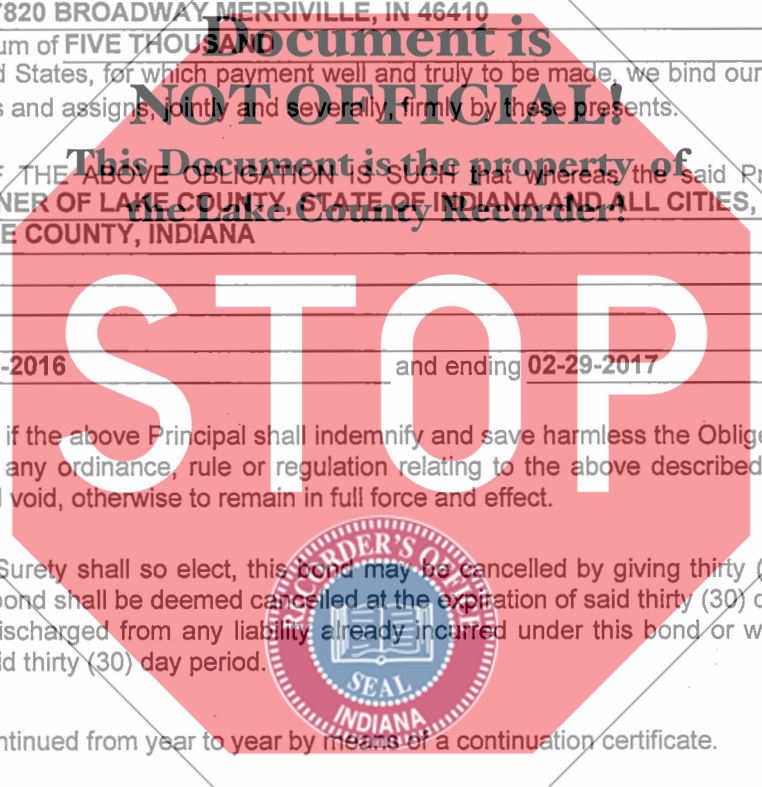 7820 BROADWAY MERRIVILLE, IN 46410
Document is
um of FIVE THOUSAND
d States, for which payment well and truly to be made, we bind our
NOT OFFICIAL!
s and assigns, jointly and severally, firmly by these presents.
This Document is the property of
F THE ABOVE OBLIGATION IS SUCH that whereas, the said Pr
the Lake County Recorder!
NER OF LAKE COUNTY, STATE OF INDIANA AND ALL CITIES,
E COUNTY, INDIANA
STOP
-2016 and ending 02-29-2017
if the above Principal shall indemnify and save harmless the Oblige
any ordinance, rule or regulation relating to the above described
d void, otherwise to remain in full force and effect.
Surety shall so elect, this bond may be cancelled by giving thirty (
bond shall be deemed cancelled at the expiration of said thirty (30) d
ischarged from any liability already incurred under this bond or w
id thirty (30) day period.
RECORDER'S OFFICE
SEAL
INDIANA
ntinued from year to year by means of a continuation certificate.